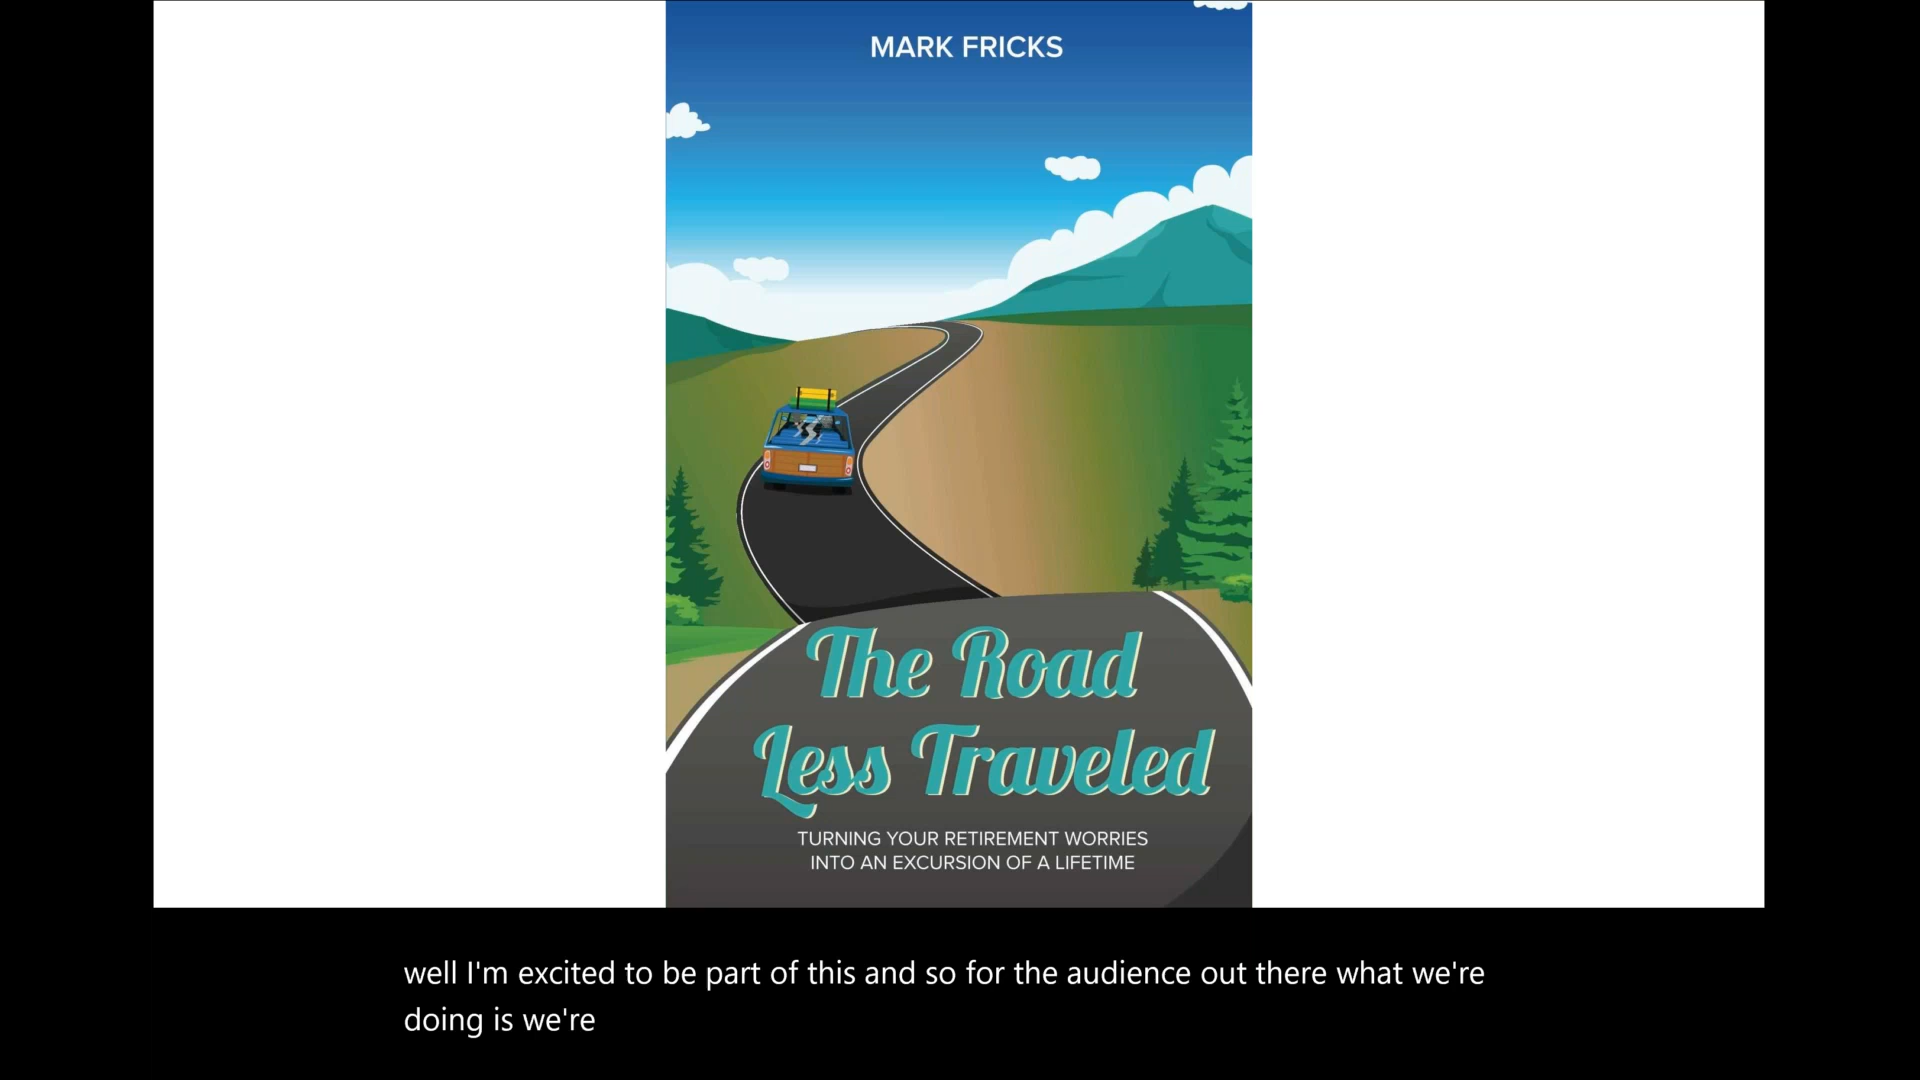 MARK FRICKS
The Road
Less Traveled
TURNING YOUR RETIREMENT WORRIES
INTO AN EXCURSION OF A LIFETIME
well I'm excited to be part of this and so for the audience out there what we're
doing is we're